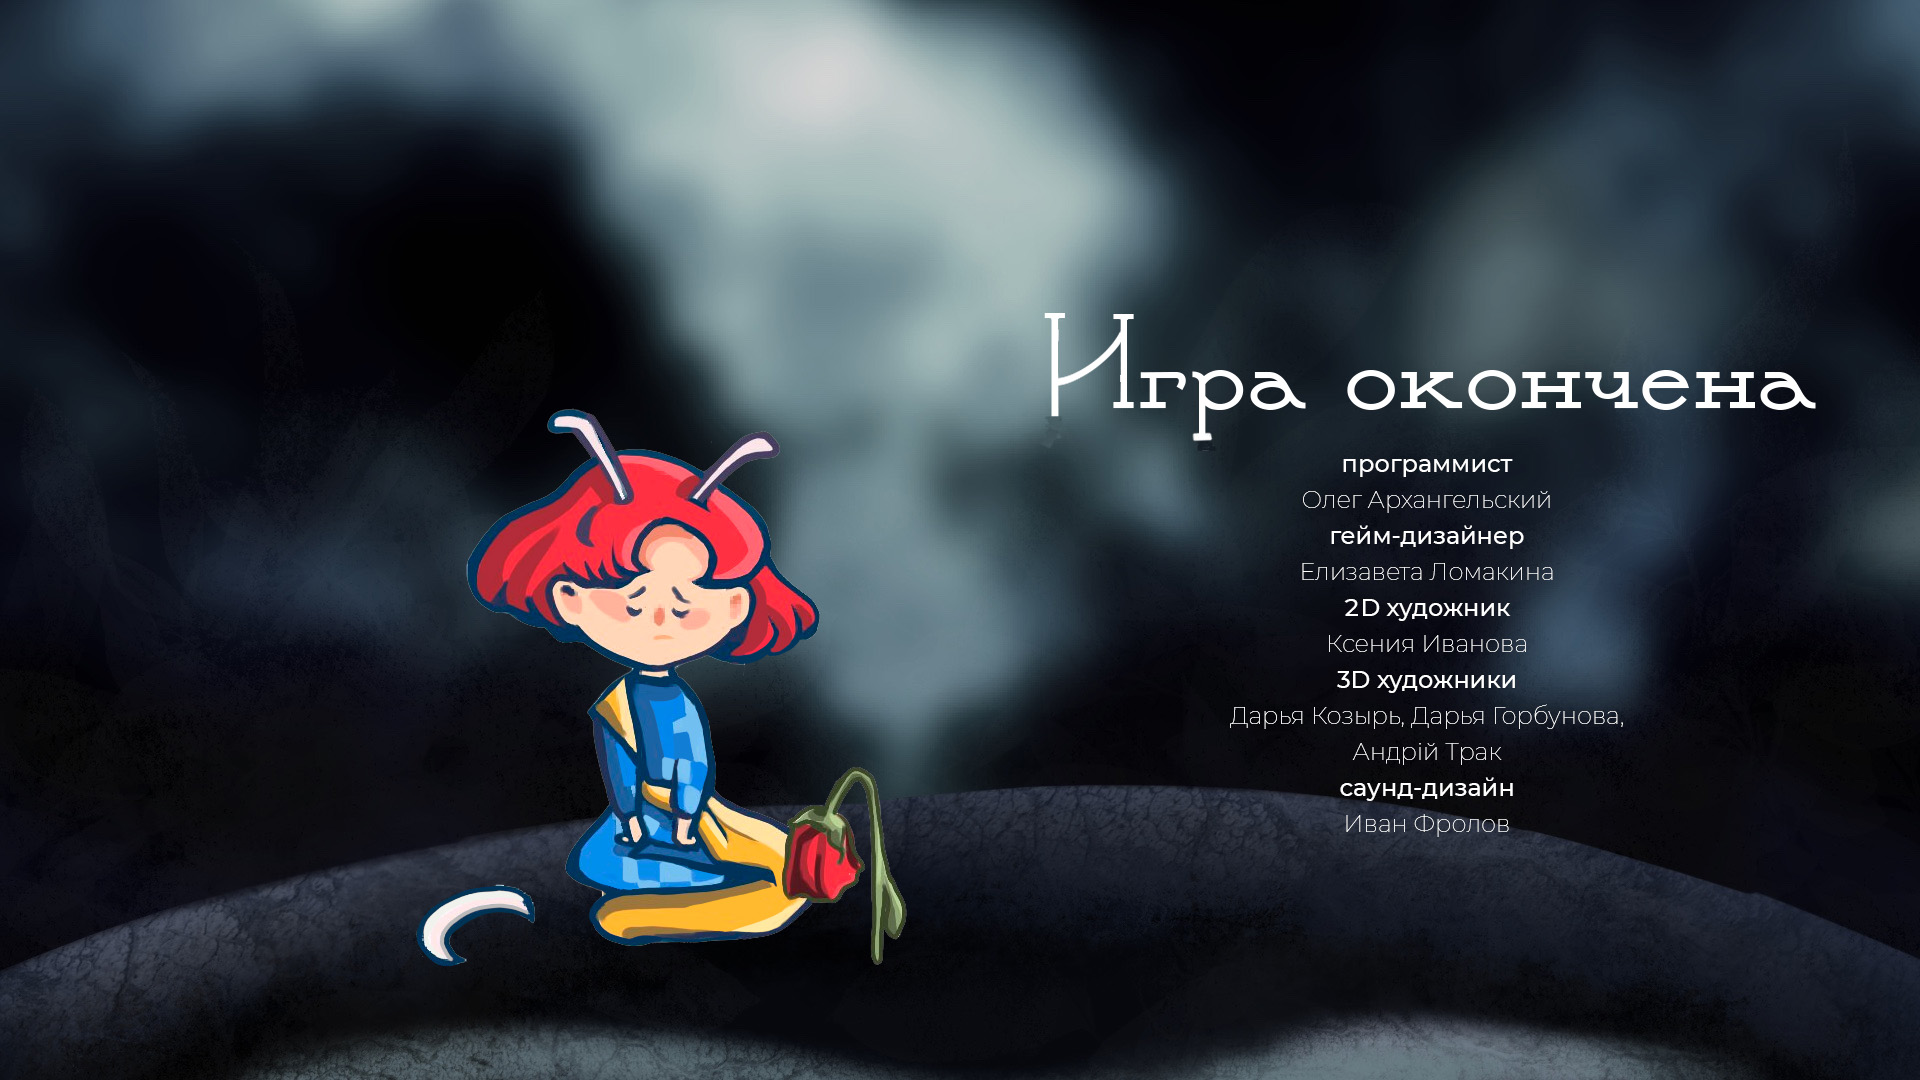 Игра окончена
программист
Олег Архангельский
гейм-дизайнер
Елизавета Ломакина
2D художник
Ксения Иванова
3D художники
Дарья Козырь, Дарья Горбунова,
Андрій Трак
саунд-дизайн
Иван Фролов